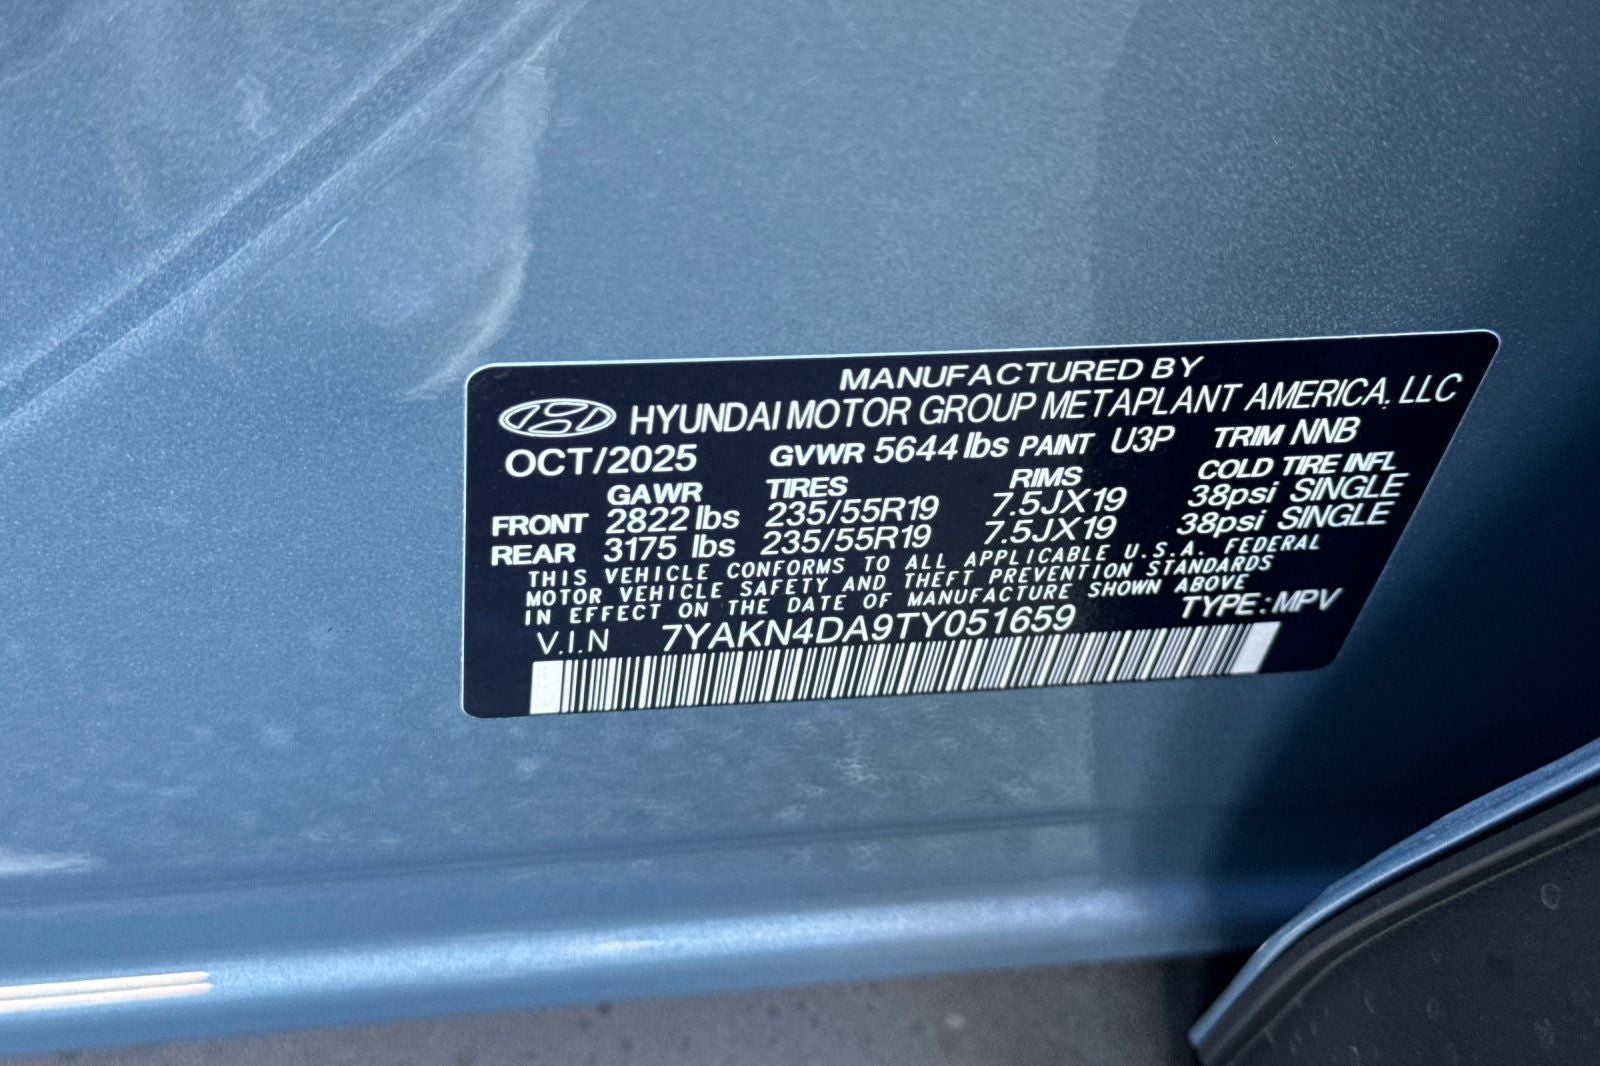 MANUFACTURED BY
HYUNDAI MOTOR GROUP METAPLANT AMERICA, LLC
OCT/2025 GVWR 5644 lbs PAINT U3P TRIM NNB
GAWR TIRES RIMS COLD TIRE INFL
FRONT 2822 lbs 235/55R19 7.5JX19 38psi SINGLE
REAR 3175 lbs 235/55R19 7.5JX19 38psi SINGLE
THIS VEHICLE CONFORMS TO ALL APPLICABLE U.S.A. FEDERAL
MOTOR VEHICLE SAFETY AND THEFT PREVENTION STANDARDS
IN EFFECT ON THE DATE OF MANUFACTURE SHOWN ABOVE
V.I.N 7YAKN4DA9TY051659 TYPE:MPV